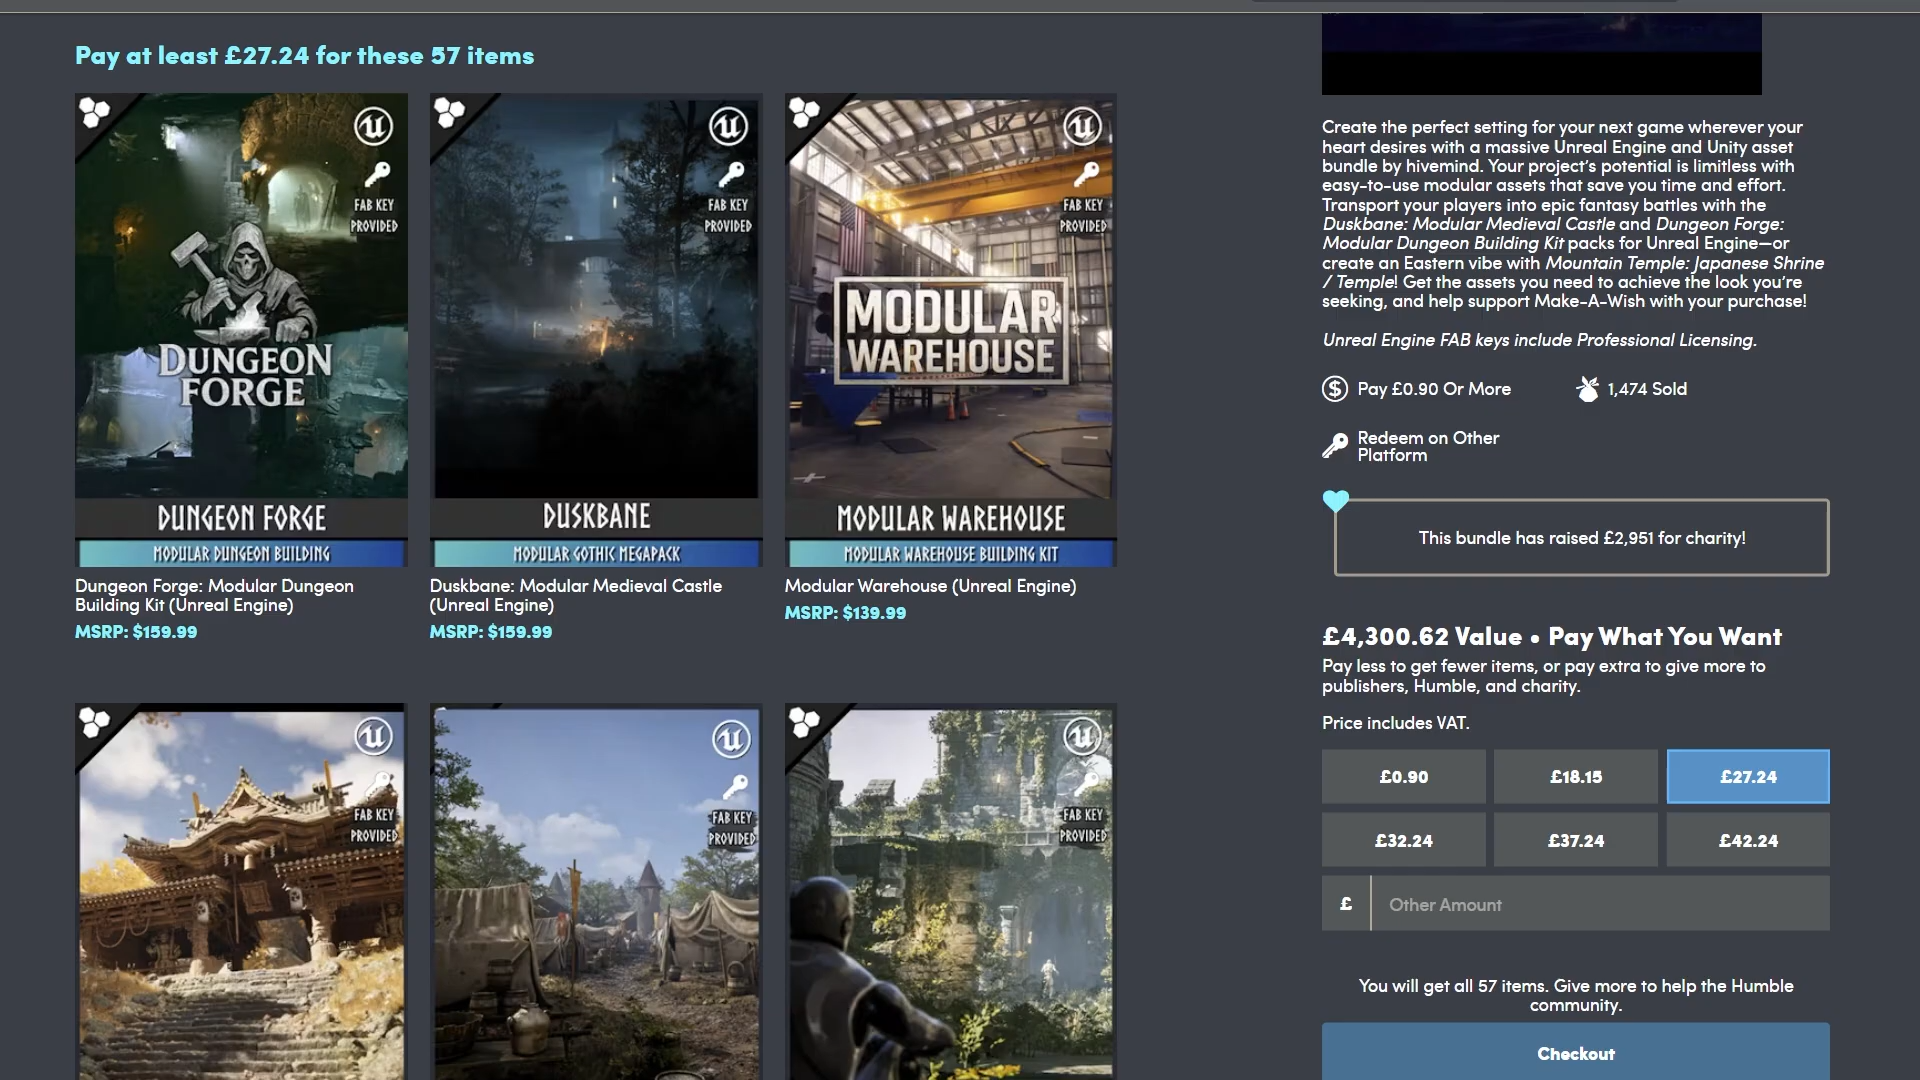 Pay at least £27.24 for these 57 items
FAB KEY
PROVIDED
DUNGEON
FORGE
DUNGEON FORGE
MODULAR DUNGEON BUILDING
Dungeon Forge: Modular Dungeon
Building Kit (Unreal Engine)
MSRP: $159.99
FAB KEY
PROVIDED
DUSKBANE
MODULAR GOTHIC MEGAPACK
Duskbane: Modular Medieval Castle
(Unreal Engine)
MSRP: $159.99
FAB KEY
PROVIDED
MODULAR
WAREHOUSE
MODULAR WAREHOUSE
MODULAR WAREHOUSE BUILDING KIT
Modular Warehouse (Unreal Engine)
MSRP: $139.99
FAB KEY
PROVIDED
FAB KEY
PROVIDED
FAB KEY
PROVIDED
Create the perfect setting for your next game wherever your
heart desires with a massive Unreal Engine and Unity asset
bundle by hivemind. Your project’s potential is limitless with
easy-to-use modular assets that save you time and effort.
Transport your players into epic fantasy battles with the
Duskbane: Modular Medieval Castle and Dungeon Forge:
Modular Dungeon Building Kit packs for Unreal Engine—or
create an Eastern vibe with Mountain Temple: Japanese Shrine
/ Temple! Get the assets you need to achieve the look you’re
seeking, and help support Make-A-Wish with your purchase!
Unreal Engine FAB keys include Professional Licensing.
Pay £0.90 Or More
1,474 Sold
Redeem on Other
Platform
This bundle has raised £2,951 for charity!
£4,300.62 Value • Pay What You Want
Pay less to get fewer items, or pay extra to give more to
publishers, Humble, and charity.
Price includes VAT.
£0.90
£18.15
£27.24
£32.24
£37.24
£42.24
£
Other Amount
You will get all 57 items. Give more to help the Humble
community.
Checkout